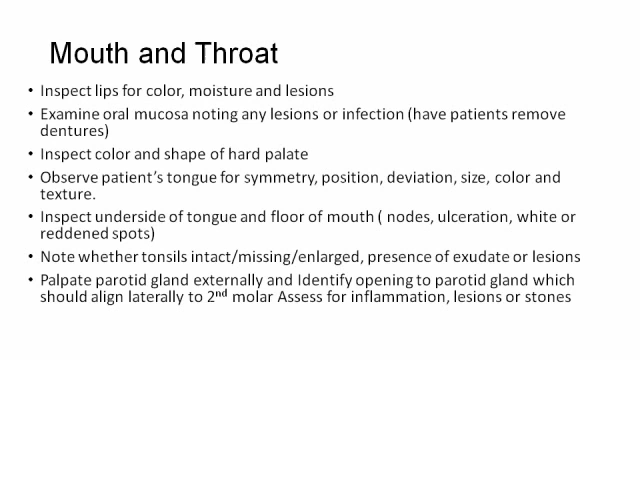 Mouth and Throat
• Inspect lips for color, moisture and lesions
• Examine oral mucosa noting any lesions or infection (have patients remove
dentures)
• Inspect color and shape of hard palate
• Observe patient's tongue for symmetry, position, deviation, size, color and
texture.
• Inspect underside of tongue and floor of mouth ( nodes, ulceration, white or
reddened spots)
• Note whether tonsils intact/missing/enlarged, presence of exudate or lesions
• Palpate parotid gland externally and Identify opening to parotid gland which
should align laterally to 2nd molar Assess for inflammation, lesions or stones